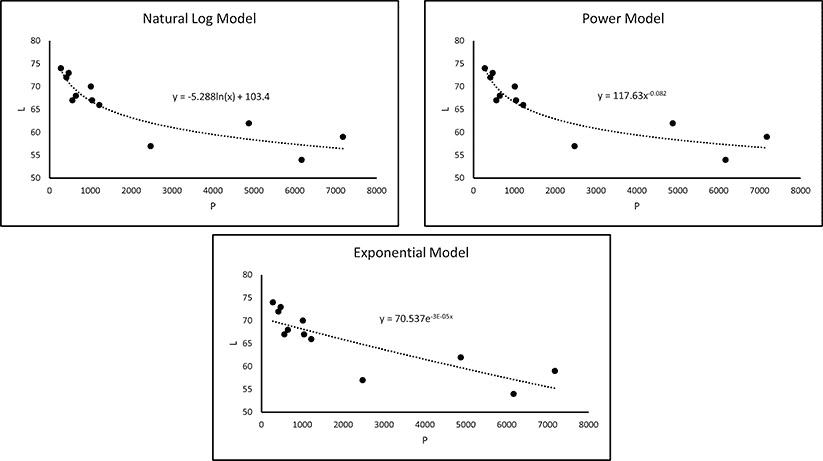 Natural Log Model
80
75
70
65
60
55
50
L
y = -5.288ln(x) + 103.4
0 1000 2000 3000 4000 5000 6000 7000 8000
P
Power Model
80
75
70
65
60
55
50
L
y = 117.63x-0.082
0 1000 2000 3000 4000 5000 6000 7000 8000
P
Exponential Model
80
75
70
65
60
55
50
L
y = 70.537e-3E-05x
0 1000 2000 3000 4000 5000 6000 7000 8000
P